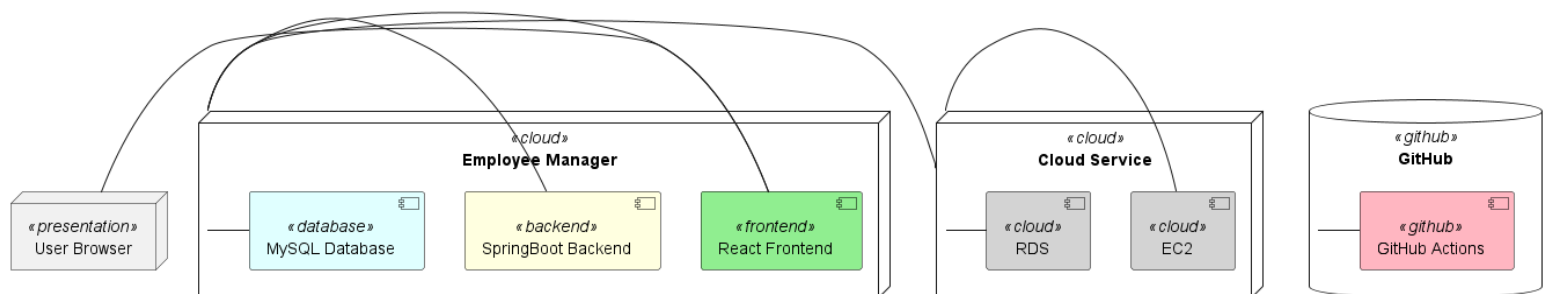 «cloud»
Employee Manager
«cloud»
Cloud Service
«github»
GitHub
«presentation»
User Browser
«database»
MySQL Database
«backend»
SpringBoot Backend
«frontend»
React Frontend
«cloud»
RDS
«cloud»
EC2
«github»
GitHub Actions